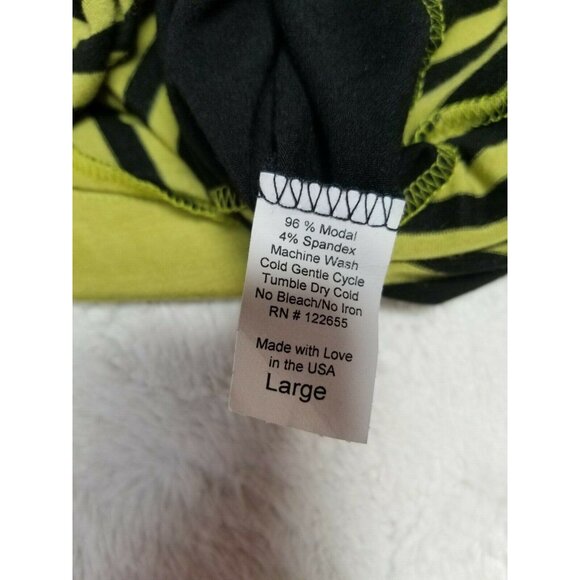 96 % Modal
4% Spandex
Machine Wash
Cold Gentle Cycle
Tumble Dry Cold
No Bleach/No Iron
RN # 122655
Made with Love
in the USA
Large